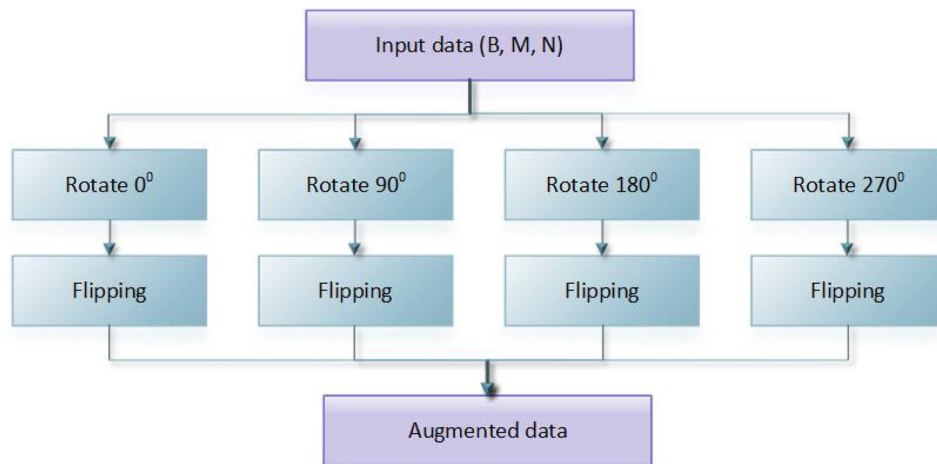 Input data (B, M, N)
Rotate 0⁰
Rotate 90⁰
Rotate 180⁰
Rotate 270⁰
Flipping
Flipping
Flipping
Flipping
Augmented data